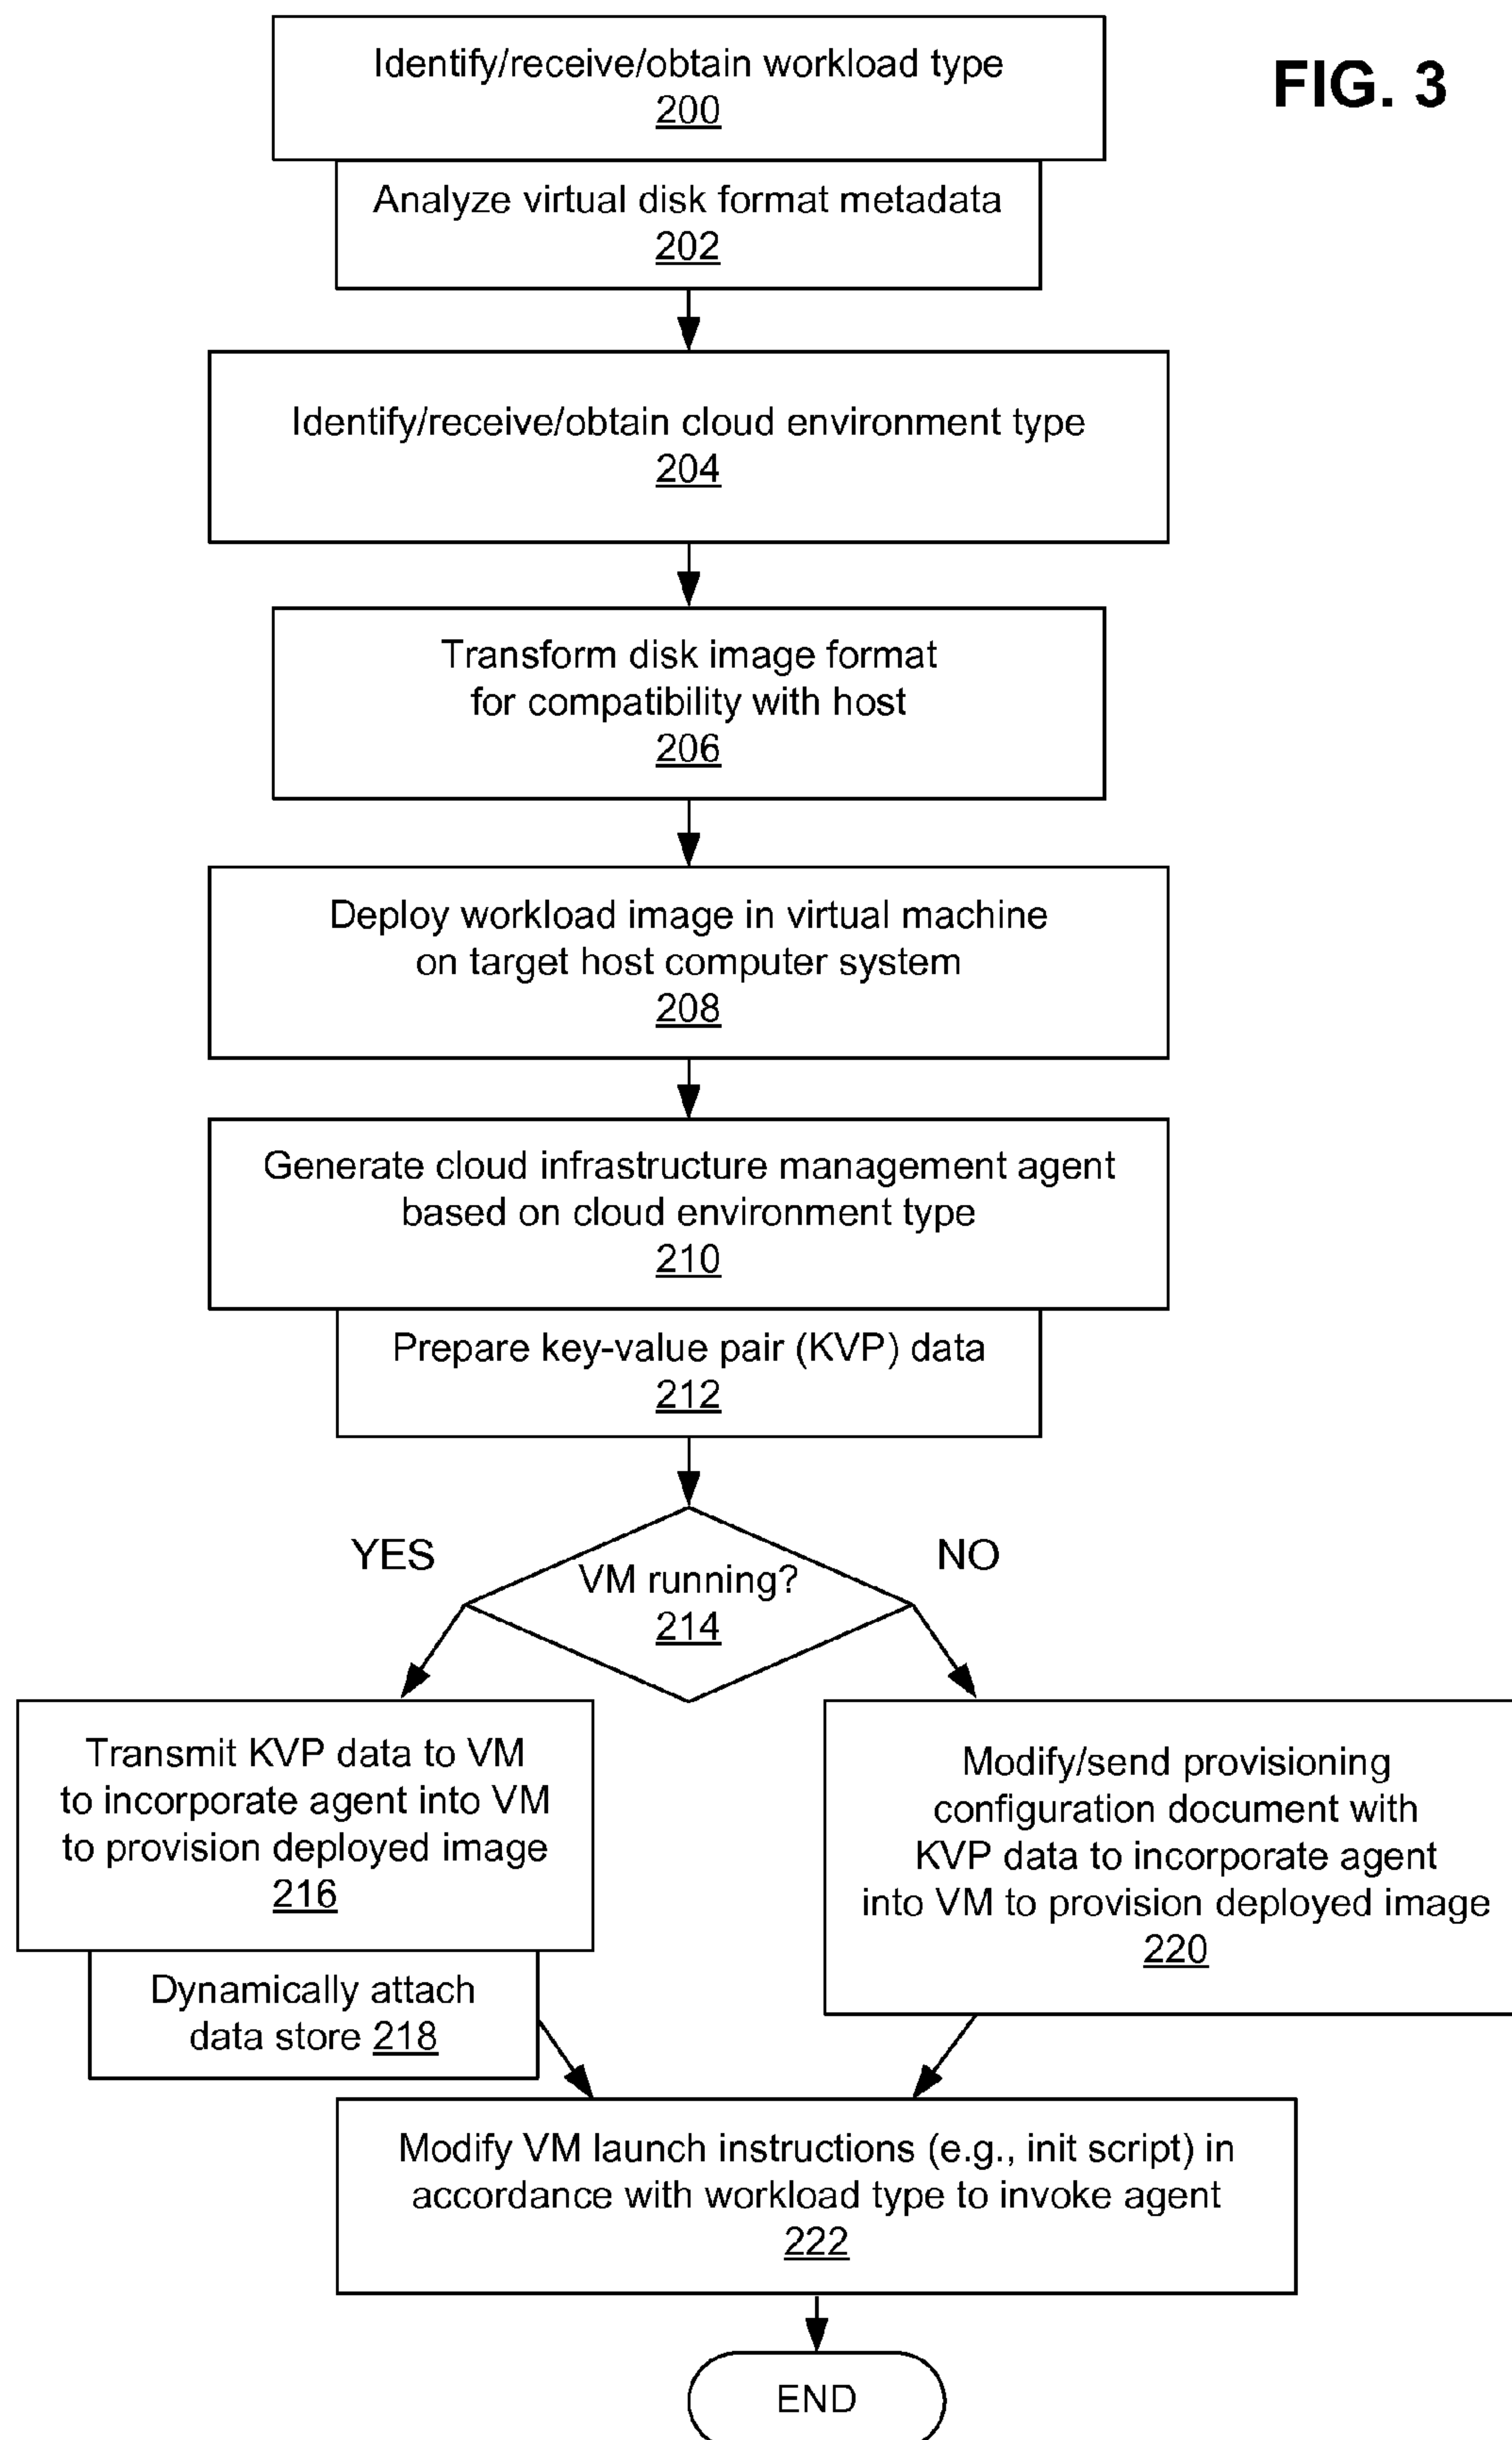 FIG. 3
Identify/receive/obtain workload type
200
Analyze virtual disk format metadata
202
Identify/receive/obtain cloud environment type
204
Transform disk image format
for compatibility with host
206
Deploy workload image in virtual machine
on target host computer system
208
Generate cloud infrastructure management agent
based on cloud environment type
210
Prepare key-value pair (KVP) data
212
YES
NO
VM running?
214
Transmit KVP data to VM
to incorporate agent into VM
to provision deployed image
216
Dynamically attach
data store 218
Modify/send provisioning
configuration document with
KVP data to incorporate agent
into VM to provision deployed image
220
Modify VM launch instructions (e.g., init script) in
accordance with workload type to invoke agent
222
END